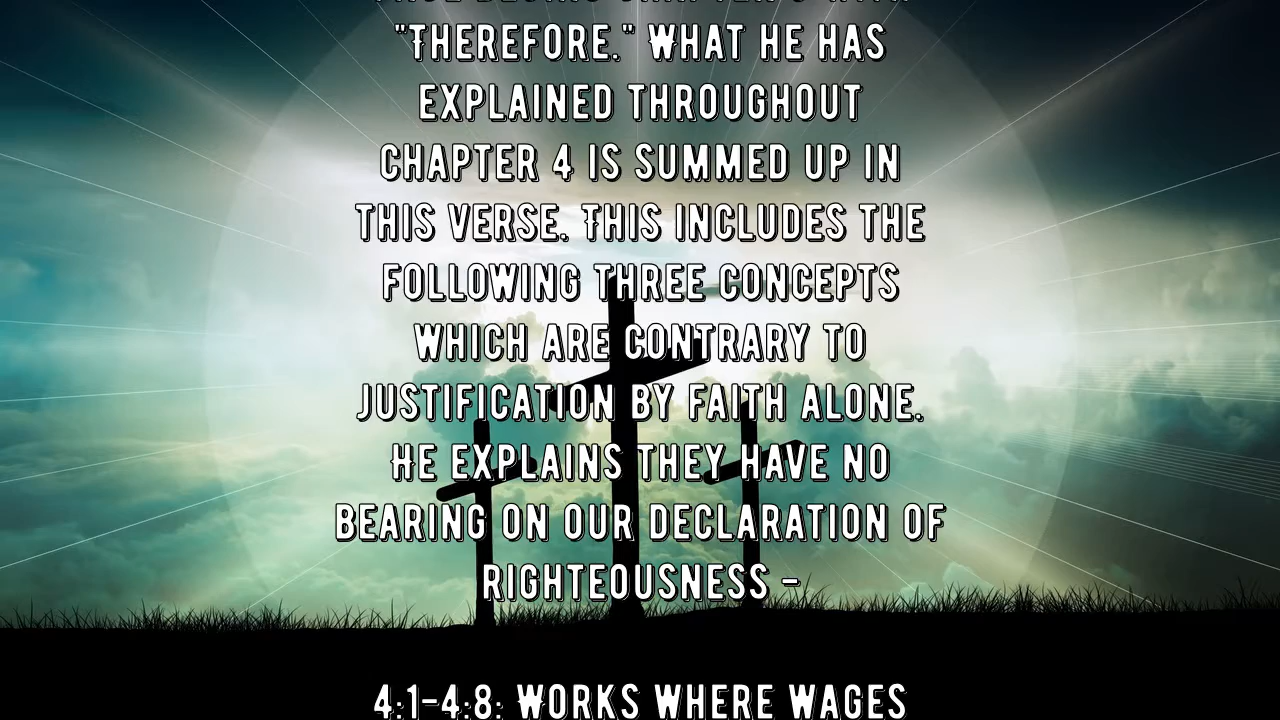 "THEREFORE." WHAT HE HAS
EXPLAINED THROUGHOUT
CHAPTER 4 IS SUMMED UP IN
THIS VERSE. THIS INCLUDES THE
FOLLOWING THREE CONCEPTS
WHICH ARE CONTRARY TO
JUSTIFICATION BY FAITH ALONE.
HE EXPLAINS THEY HAVE NO
BEARING ON OUR DECLARATION OF
RIGHTEOUSNESS –
4:1-4:8: WORKS WHERE WAGES